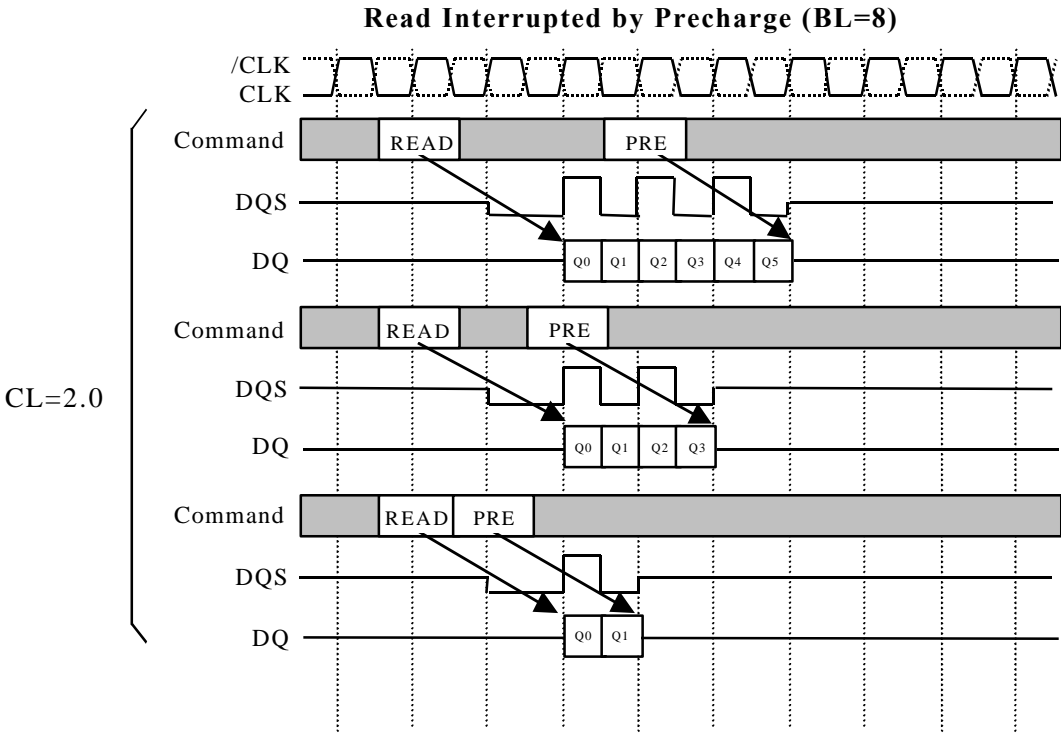 Read Interrupted by Precharge (BL=8)
/CLK
CLK
Command
READ
PRE
DQS
DQ
Q0 Q1 Q2 Q3 Q4 Q5
Command
READ
PRE
CL=2.0
DQS
DQ
Q0 Q1 Q2 Q3
Command
READ
PRE
DQS
DQ
Q0 Q1